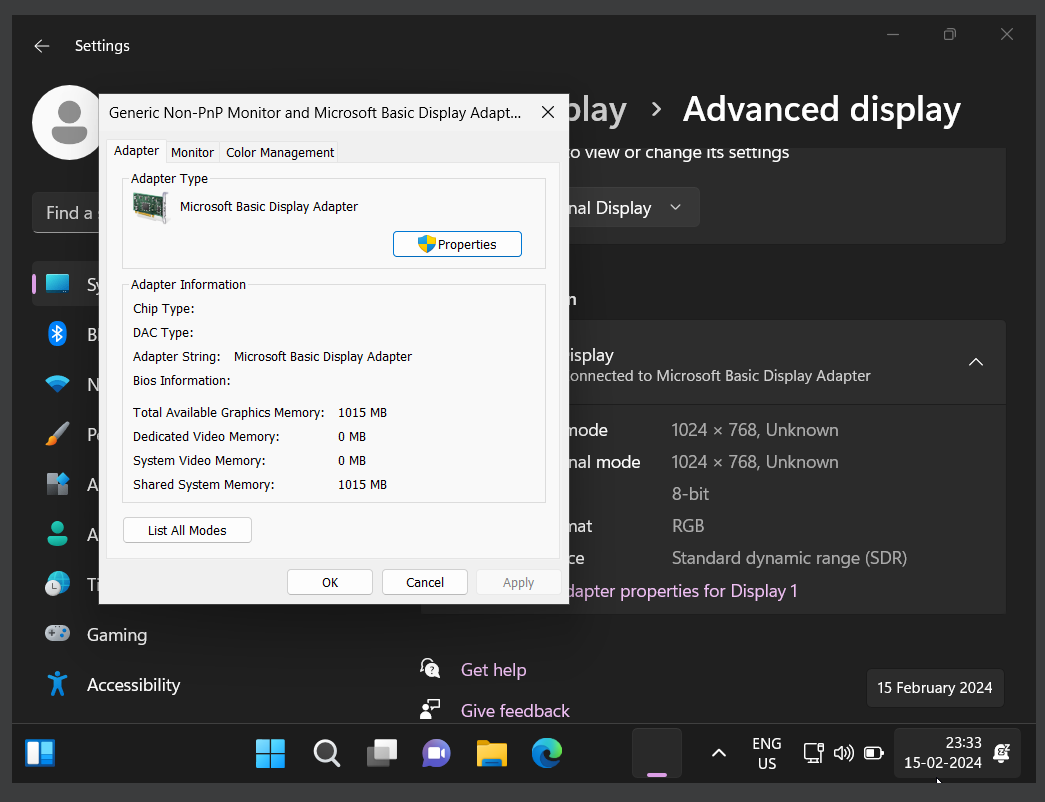 Settings
Generic Non-PnP Monitor and Microsoft Basic Display Adapt...
play > Advanced display
Adapter
Monitor
Color Management
to view or change its settings
Adapter Type
Microsoft Basic Display Adapter
Find a
nal Display
Properties
Adapter Information
Chip Type:
DAC Type:
Adapter String: Microsoft Basic Display Adapter
isplay
onnected to Microsoft Basic Display Adapter
Bios Information:
Total Available Graphics Memory: 1015 MB
Dedicated Video Memory: 0 MB
System Video Memory: 0 MB
Shared System Memory: 1015 MB
mode 1024 × 768, Unknown
nal mode 1024 × 768, Unknown
8-bit
mat RGB
ce Standard dynamic range (SDR)
dapter properties for Display 1
List All Modes
OK
Cancel
Apply
Gaming
Accessibility
Get help
Give feedback
15 February 2024
ENG
US
23:33
15-02-2024